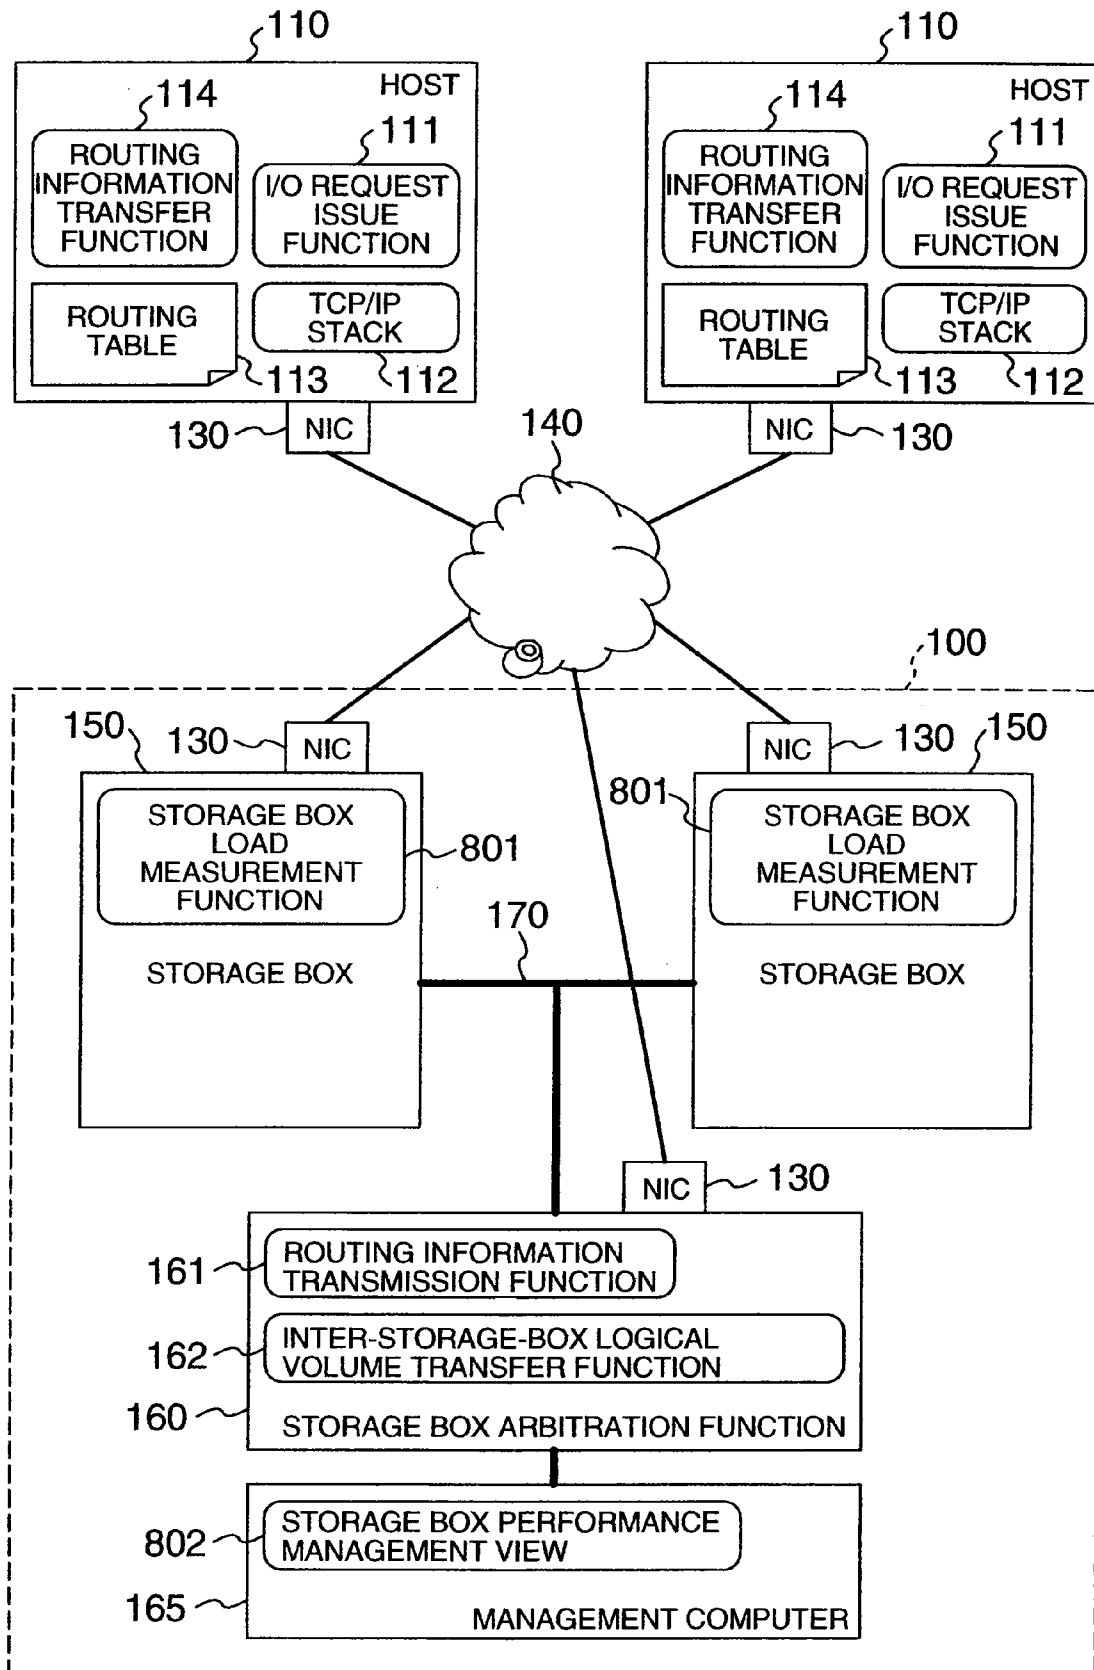 110
110
HOST
HOST
114
111
114
111
ROUTING
INFORMATION
TRANSFER
FUNCTION
I/O REQUEST
ISSUE
FUNCTION
ROUTING
INFORMATION
TRANSFER
FUNCTION
I/O REQUEST
ISSUE
FUNCTION
ROUTING
TABLE
TCP/IP
STACK
ROUTING
TABLE
TCP/IP
STACK
113
112
113
112
130
NIC
140
NIC
130
100
150
130
NIC
NIC
130
150
STORAGE BOX
LOAD
MEASUREMENT
FUNCTION
801
801
STORAGE BOX
LOAD
MEASUREMENT
FUNCTION
170
STORAGE BOX
STORAGE BOX
NIC
130
161
ROUTING INFORMATION
TRANSMISSION FUNCTION
162
INTER-STORAGE-BOX LOGICAL
VOLUME TRANSFER FUNCTION
160
STORAGE BOX ARBITRATION FUNCTION
802
STORAGE BOX PERFORMANCE
MANAGEMENT VIEW
165
MANAGEMENT COMPUTER